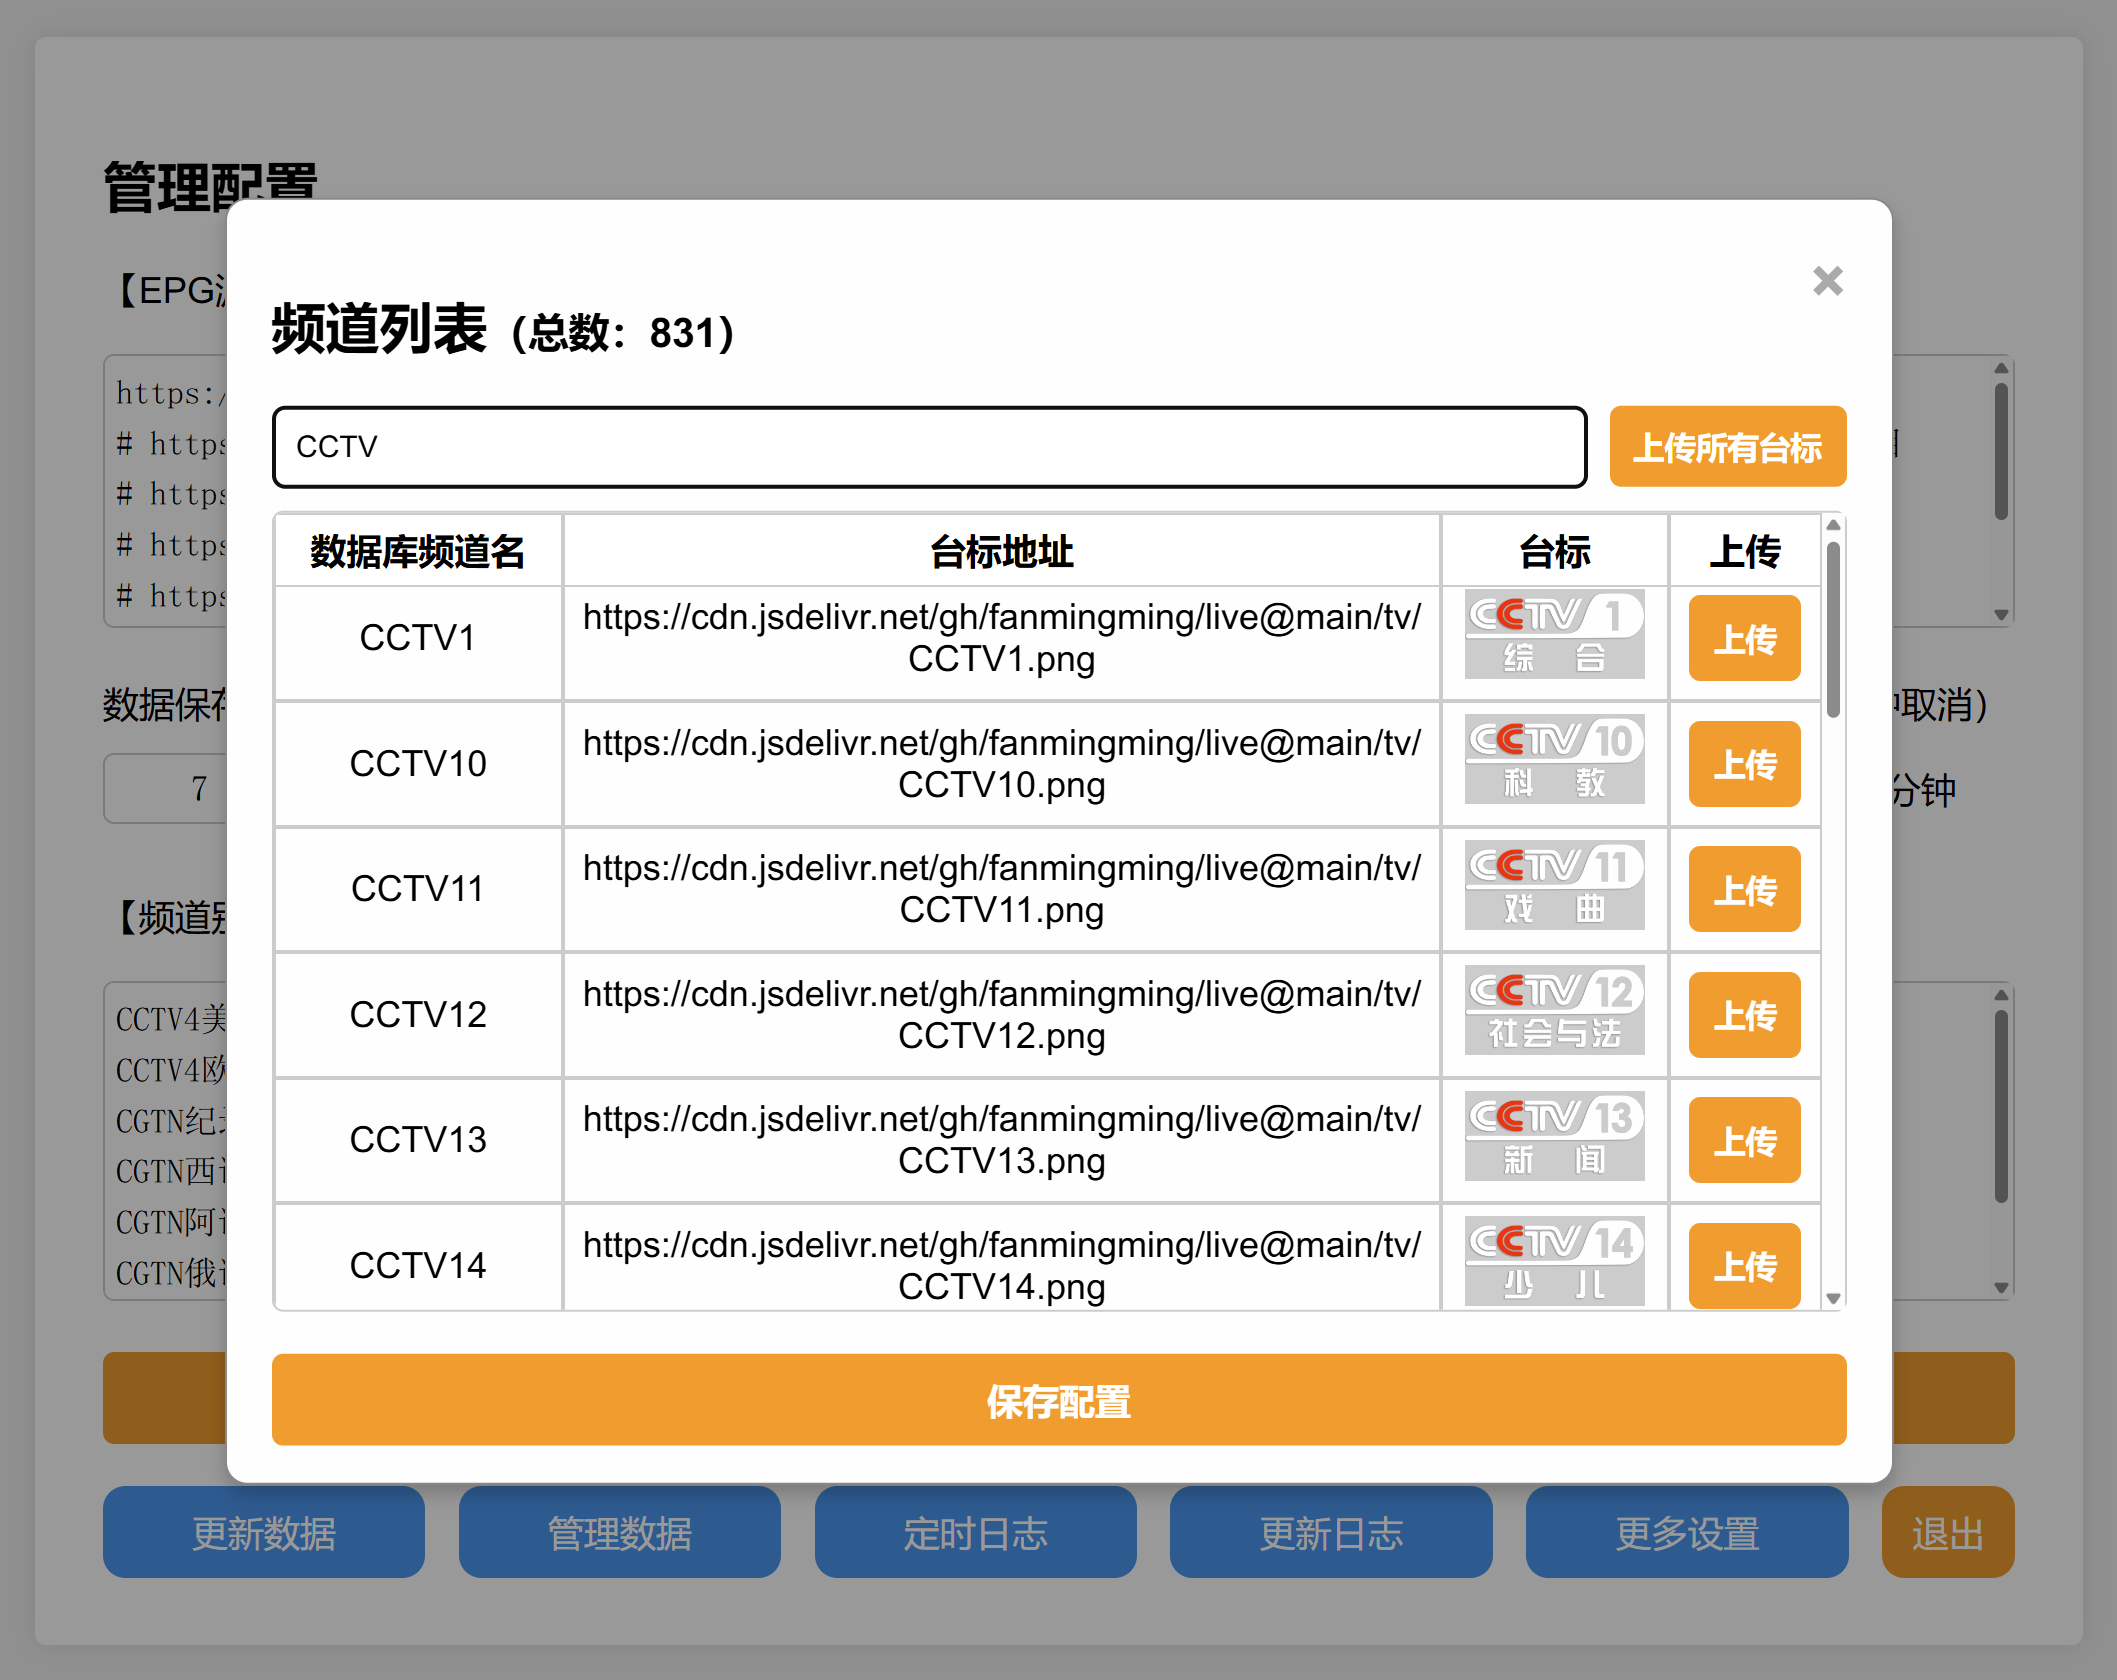 管理配置
【EPG
频道列表（总数：831）
https:/
# https
# https
# https
# https
CCTV
上传所有台标
数据库频道名 台标地址 台标 上传
CCTV1 https://cdn.jsdelivr.net/gh/fanmingming/live@main/tv/CCTV1.png CCTV 1 综合 上传
CCTV10 https://cdn.jsdelivr.net/gh/fanmingming/live@main/tv/CCTV10.png CCTV 10 科教 上传
CCTV11 https://cdn.jsdelivr.net/gh/fanmingming/live@main/tv/CCTV11.png CCTV 11 戏曲 上传
CCTV12 https://cdn.jsdelivr.net/gh/fanmingming/live@main/tv/CCTV12.png CCTV 12 社会与法 上传
CCTV13 https://cdn.jsdelivr.net/gh/fanmingming/live@main/tv/CCTV13.png CCTV 13 新闻 上传
CCTV14 https://cdn.jsdelivr.net/gh/fanmingming/live@main/tv/CCTV14.png CCTV 14 少儿 上传
数据保存
取消）
7
分钟
【频道别
CCTV4美
CCTV4欧
CGTN纪
CGTN西
CGTN阿
CGTN俄
保存配置
更新数据 管理数据 定时日志 更新日志 更多设置 退出